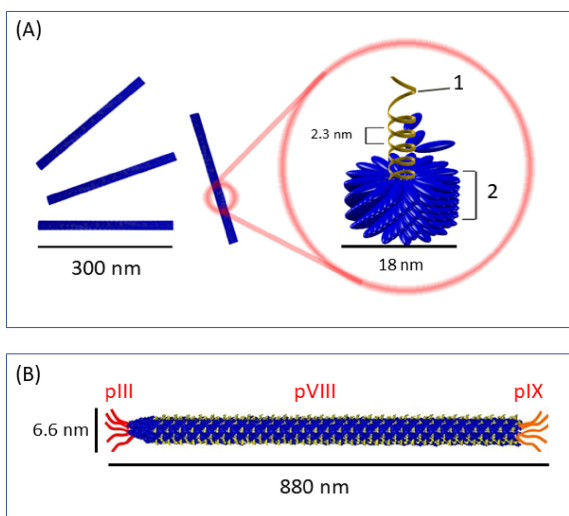 (A)
1
2.3 nm
2
300 nm
18 nm
(B)
pIII pVIII pIX
6.6 nm
880 nm